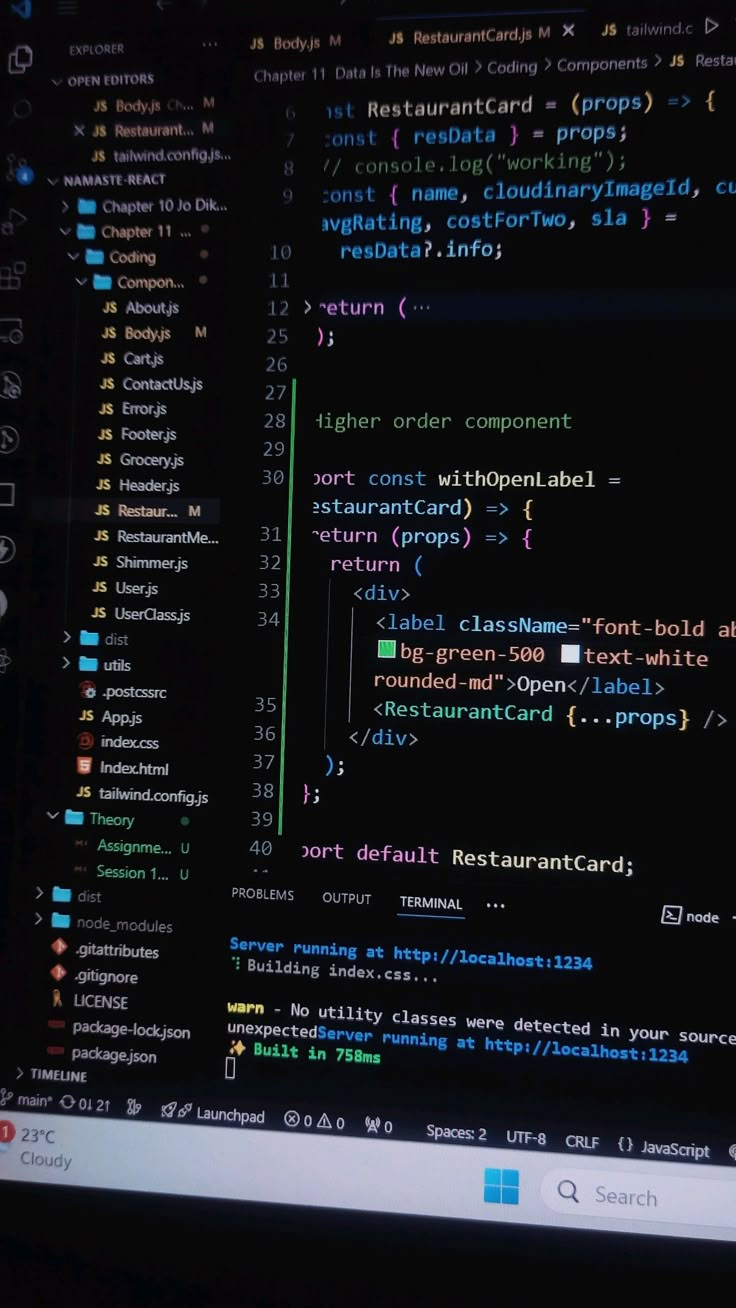 EXPLORER
...
OPEN EDITORS
JS Body.js Ch... M
JS Restaurant... M
JS tailwind.config.js...
NAMASTE-REACT
Chapter 10 Jo Dik...
Chapter 11 ...
Coding
Compon...
JS About.js
JS Body.js M
JS Cart.js
JS ContactUs.js
JS Error.js
JS Footer.js
JS Grocery.js
JS Header.js
JS Restaur... M
JS RestaurantMe...
JS Shimmer.js
JS User.js
JS UserClass.js
dist
utils
.postcssrc
JS App.js
index.css
Index.html
JS tailwind.config.js
Theory
Assignme... U
Session 1... U
dist
node_modules
.gitattributes
.gitignore
LICENSE
package-lock.json
package.json
TIMELINE
JS Body.js M
JS RestaurantCard.js M
JS tailwind.c
Chapter 11 Data Is The New Oil > Coding > Components > JS Resta
6 nst RestaurantCard = (props) => {
7 const { resData } = props;
8 // console.log("working");
9 const { name, cloudinaryImageId, cu
avgRating, costForTwo, sla } =
10 resData?.info;
11
12 return (...
25 );
26
27
28 Higher order component
29
30 port const withOpenLabel =
estaurantCard) => {
31 return (props) => {
32 return (
33 <div>
34 <label className="font-bold ab
bg-green-500 text-white
rounded-md">Open</label>
35 <RestaurantCard {...props} />
36 </div>
37 );
38 };
39
40 port default RestaurantCard;
PROBLEMS OUTPUT TERMINAL ...
node
Server running at http://localhost:1234
Building index.css...
warn - No utility classes were detected in your source
unexpectedServer running at http://localhost:1234
Built in 758ms
main* 0↓ 2↑ Launchpad 0 0 0 Spaces: 2 UTF-8 CRLF {} JavaScript
1
23°C
Cloudy
Search